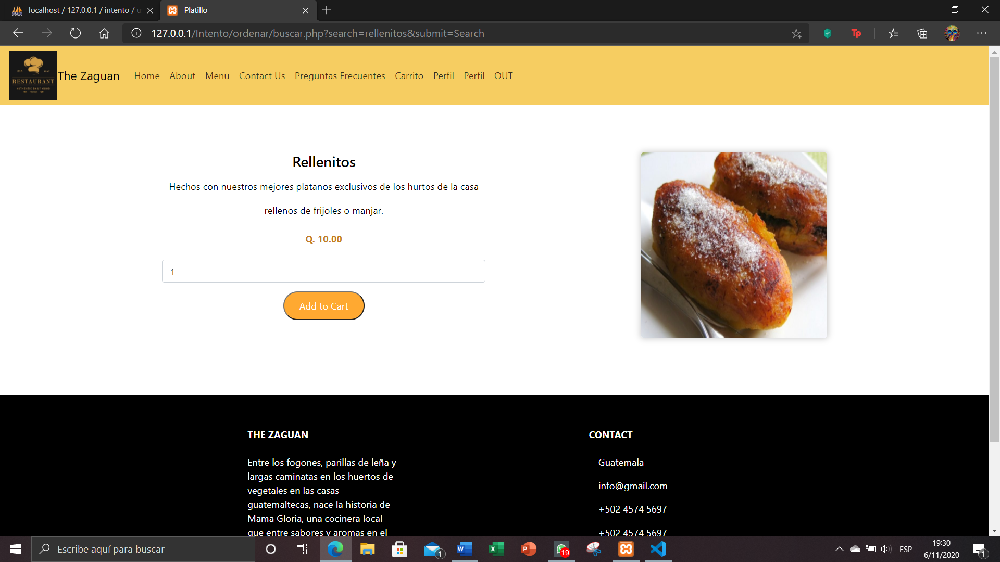 localhost / 127.0.0.1 / intento / u
Platillo
127.0.0.1/Intento/ordenar/buscar.php?search=rellenitos&submit=Search
Tp
EST
RESTAURANT
AUTHENTIC DAILY GOOD
FOOD
The Zaguan
Home
About
Menu
Contact Us
Preguntas Frecuentes
Carrito
Perfil
Perfil
OUT
Rellenitos
Hechos con nuestros mejores platanos exclusivos de los hurtos de la casa
rellenos de frijoles o manjar.
Q. 10.00
1
Add to Cart
THE ZAGUAN
Entre los fogones, parillas de leña y
largas caminatas en los huertos de
vegetales en las casas
guatemaltecas, nace la historia de
Mama Gloria, una cocinera local
que entre sabores y aromas en el
CONTACT
Guatemala
info@gmail.com
+502 4574 5697
+502 4574 5697
Escribe aquí para buscar
1
19
ESP
19:30
6/11/2020
1